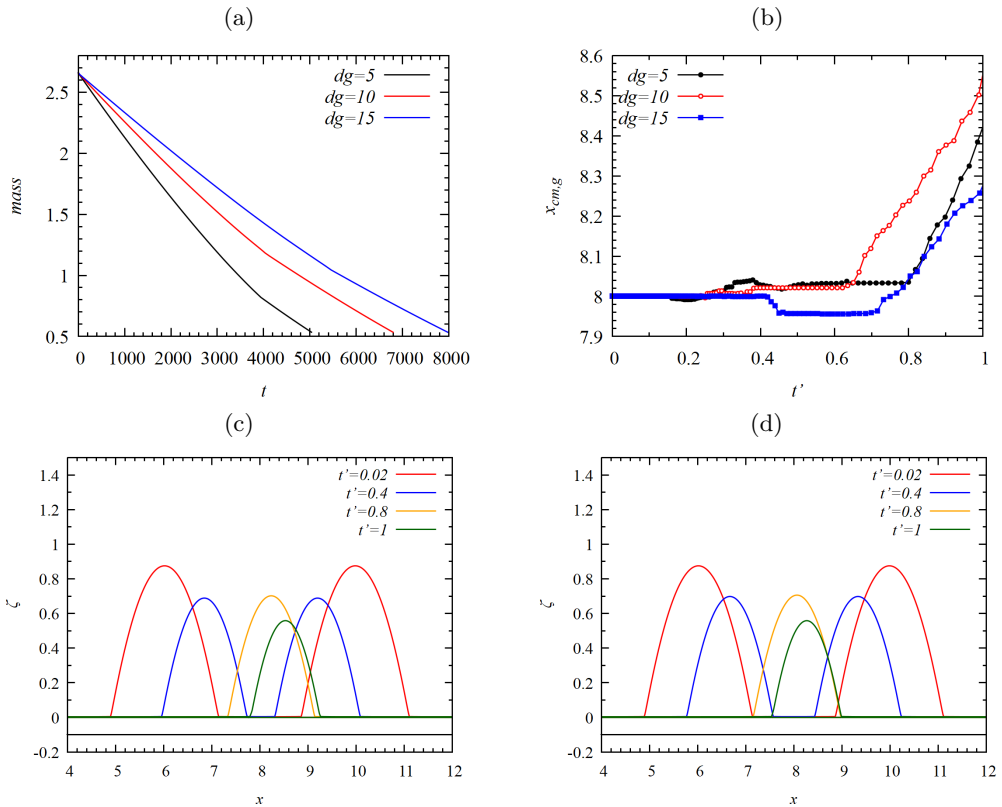 (a)
dg=5
dg=10
dg=15
2.5
2
1.5
1
0.5
mass
0 1000 2000 3000 4000 5000 6000 7000 8000
t
(b)
dg=5
dg=10
dg=15
8.6
8.5
8.4
8.3
8.2
8.1
8
7.9
x_{cm,g}
0 0.2 0.4 0.6 0.8 1
t'
(c)
t'=0.02
t'=0.4
t'=0.8
t'=1
1.4
1.2
1
0.8
0.6
0.4
0.2
0
-0.2
ζ
4 5 6 7 8 9 10 11 12
x
(d)
t'=0.02
t'=0.4
t'=0.8
t'=1
1.4
1.2
1
0.8
0.6
0.4
0.2
0
-0.2
ζ
4 5 6 7 8 9 10 11 12
x